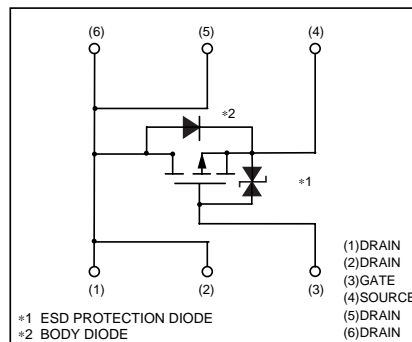 (6) (5) (4)
∗2
∗1
(1) (2) (3)
∗1 ESD PROTECTION DIODE
∗2 BODY DIODE
(1)DRAIN
(2)DRAIN
(3)GATE
(4)SOURCE
(5)DRAIN
(6)DRAIN